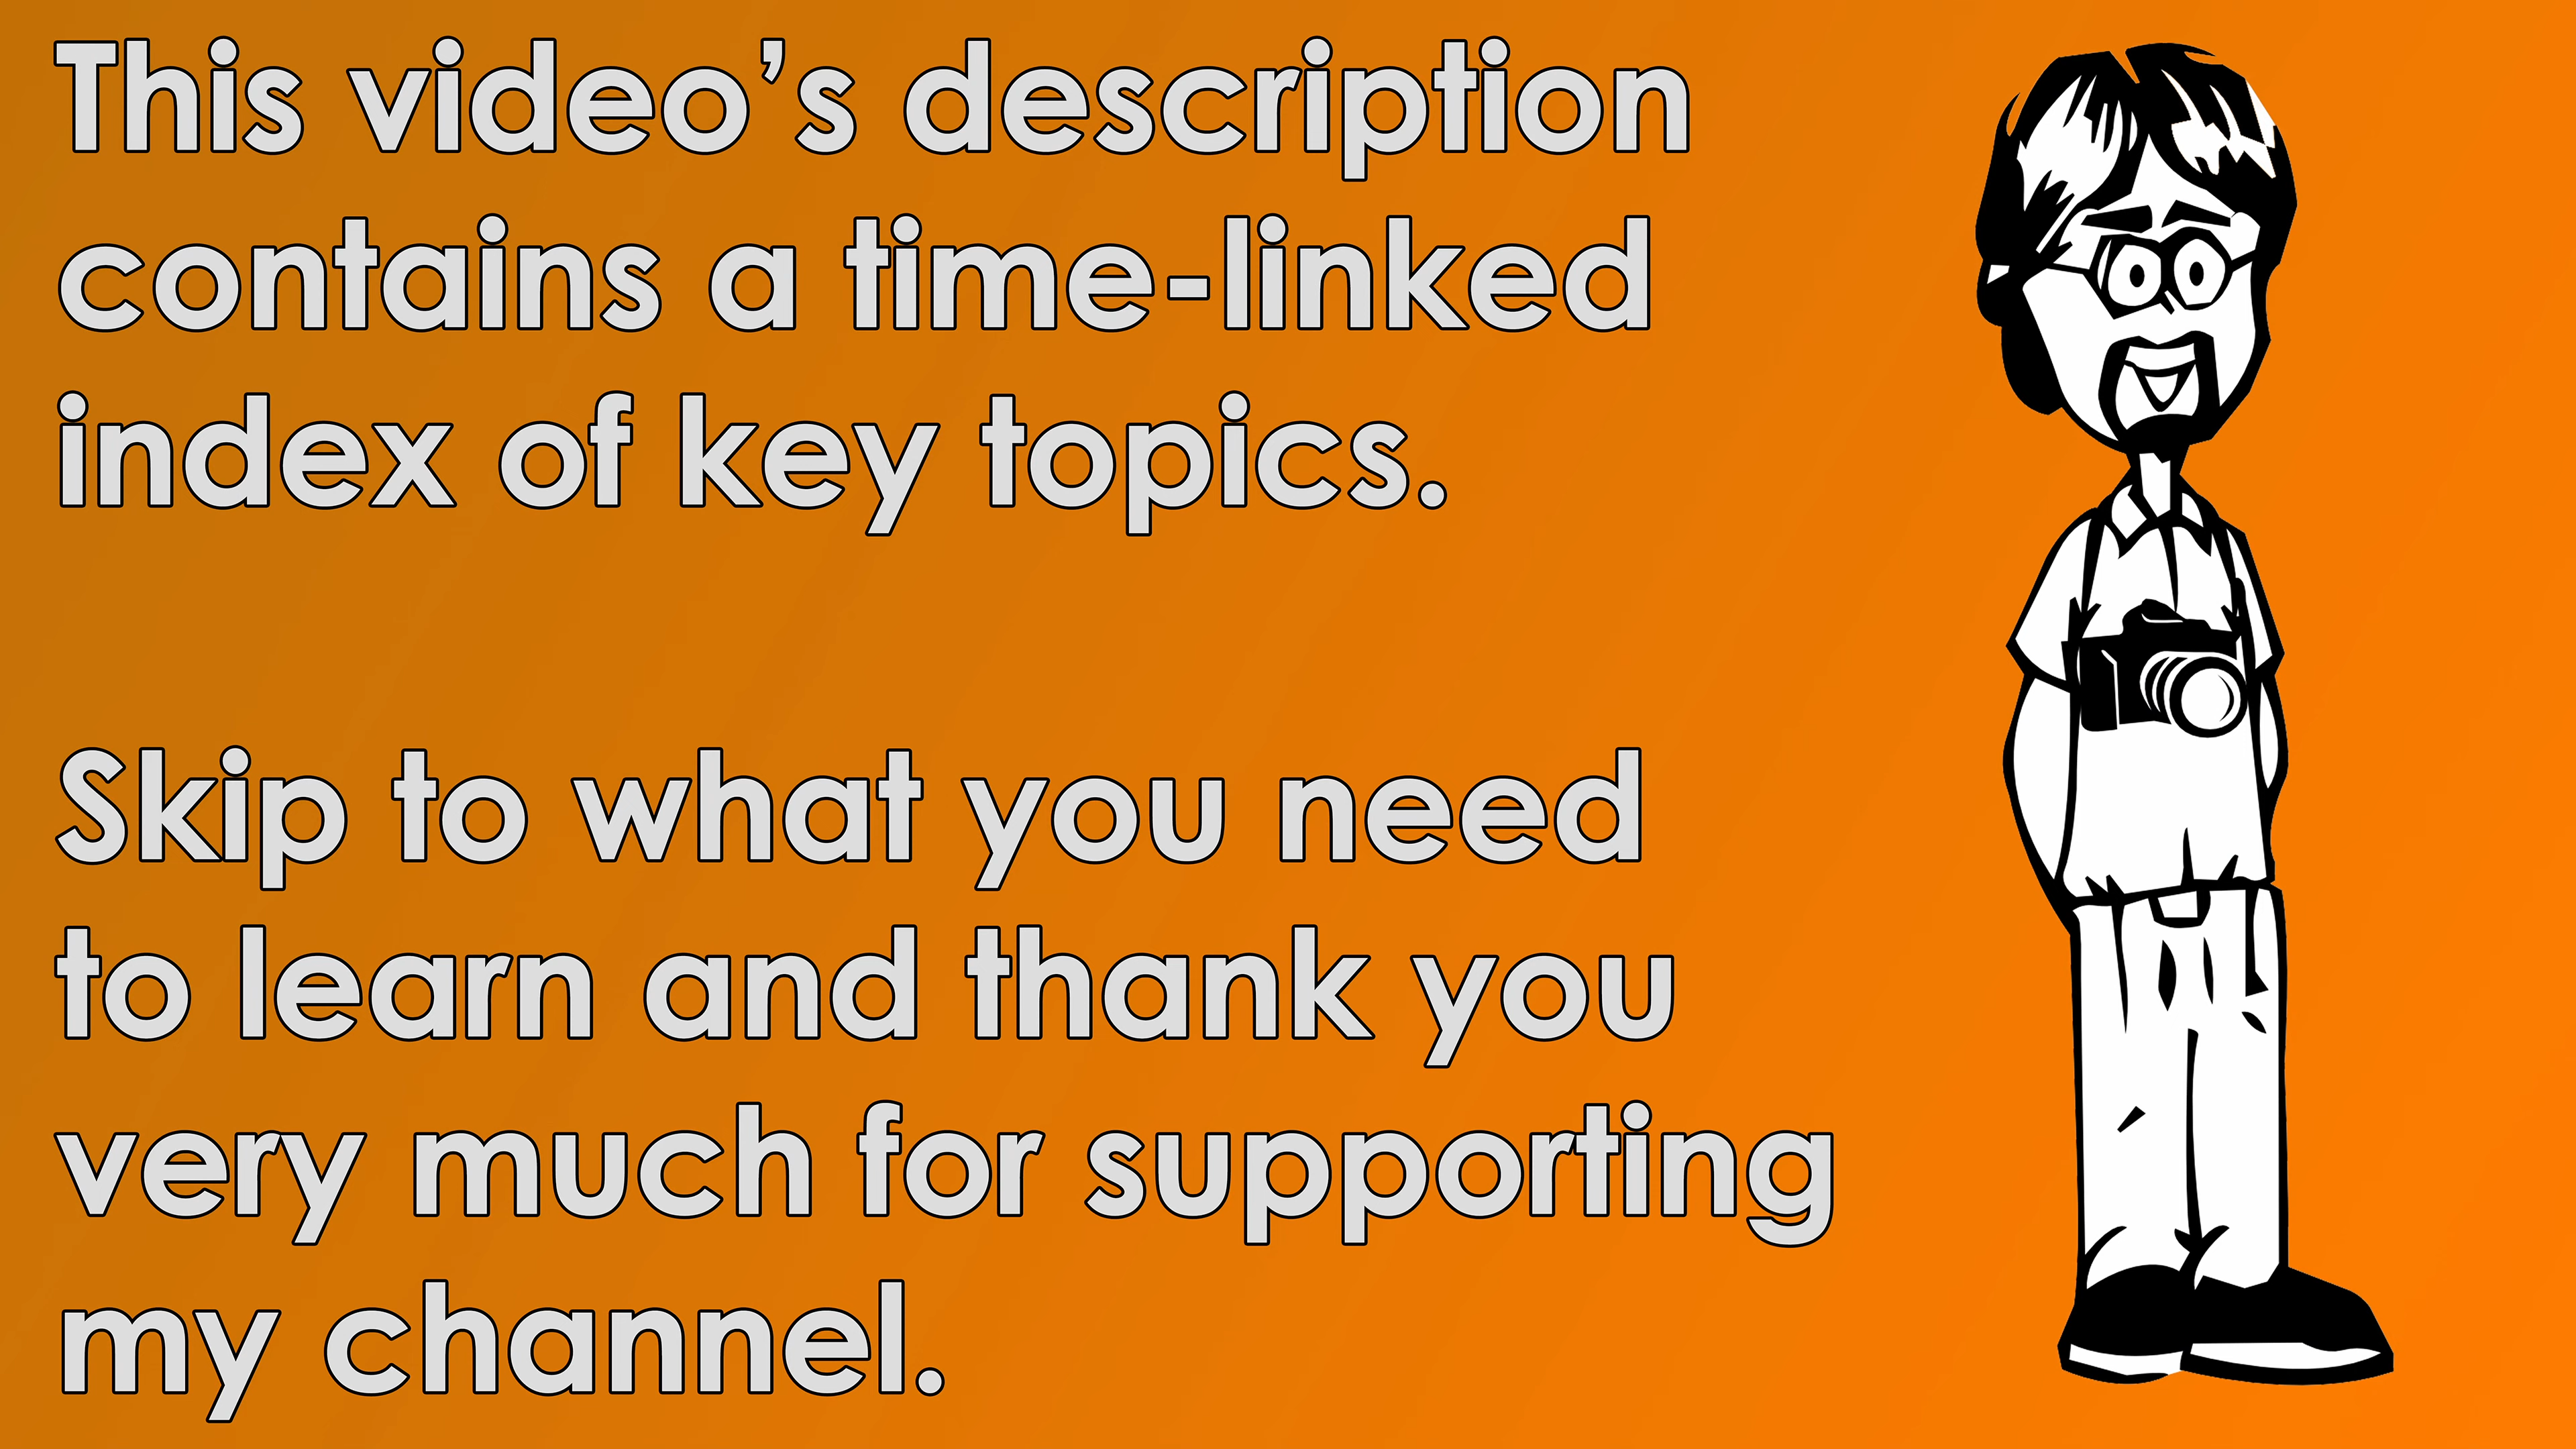 This video’s description
contains a time-linked
index of key topics.
Skip to what you need
to learn and thank you
very much for supporting
my channel.